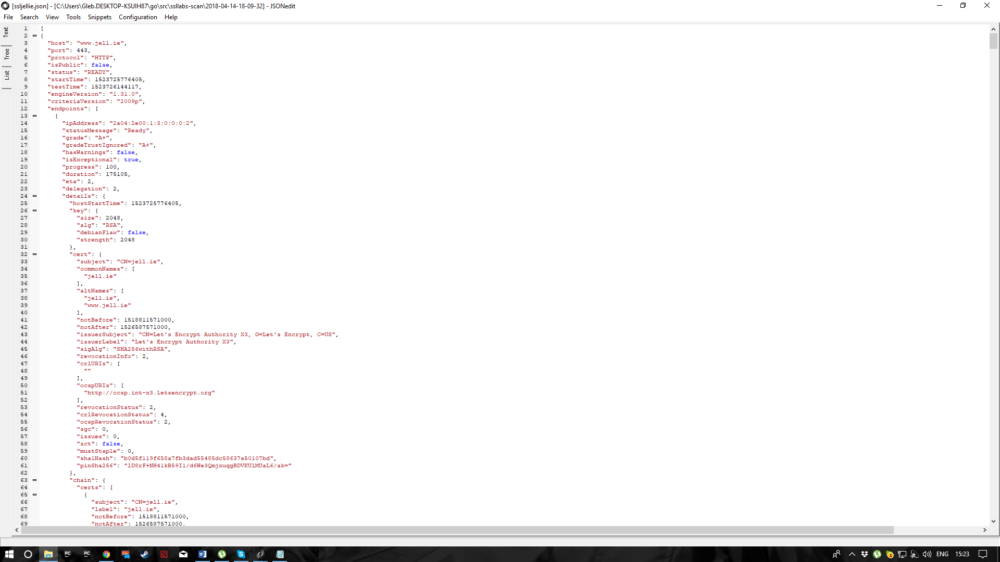 [ssljellie.json] - [C:\Users\Gleb.DESKTOP-KSUIH87\go\src\ssllabs-scan\2018-04-14-18-09-32] - JSONedit
File Search View Tools Snippets Configuration Help
Text
Tree
List
1 [
2 {
3 "host": "www.jell.ie",
4 "port": 443,
5 "protocol": "HTTP",
6 "isPublic": false,
7 "status": "READY",
8 "startTime": 1523725776405,
9 "testTime": 1523726144117,
10 "engineVersion": "1.31.0",
11 "criteriaVersion": "2009p",
12 "endpoints": [
13 {
14 "ipAddress": "2a04:2e00:1:3:0:0:0:2",
15 "statusMessage": "Ready",
16 "grade": "A+",
17 "gradeTrustIgnored": "A+",
18 "hasWarnings": false,
19 "isExceptional": true,
20 "progress": 100,
21 "duration": 175105,
22 "eta": 2,
23 "delegation": 2,
24 "details": {
25 "hostStartTime": 1523725776405,
26 "key": {
27 "size": 2048,
28 "alg": "RSA",
29 "debianFlaw": false,
30 "strength": 2048
31 },
32 "cert": {
33 "subject": "CN=jell.ie",
34 "commonNames": [
35 "jell.ie"
36 ],
37 "altNames": [
38 "jell.ie",
39 "www.jell.ie"
40 ],
41 "notBefore": 1518811571000,
42 "notAfter": 1526587571000,
43 "issuerSubject": "CN=Let's Encrypt Authority X3, O=Let's Encrypt, C=US",
44 "issuerLabel": "Let's Encrypt Authority X3",
45 "sigAlg": "SHA256withRSA",
46 "revocationInfo": 2,
47 "crlURIs": [
48 ""
49 ],
50 "ocspURIs": [
51 "http://ocsp.int-x3.letsencrypt.org"
52 ],
53 "revocationStatus": 2,
54 "crlRevocationStatus": 4,
55 "ocspRevocationStatus": 2,
56 "sgc": 0,
57 "issues": 0,
58 "sct": false,
59 "mustStaple": 0,
60 "sha1Hash": "b0d5f119f658a7fb3dad55485dc58637a50107bd",
61 "pinSha256":
62 },
63 "chain": {
64 "certs": [
65 {
66 "subject": "CN=jell.ie",
67 "label": "jell.ie",
68 "notBefore": 1518811571000,
69 "notAfter": 1526587571000,
PC PC ENG 15:23